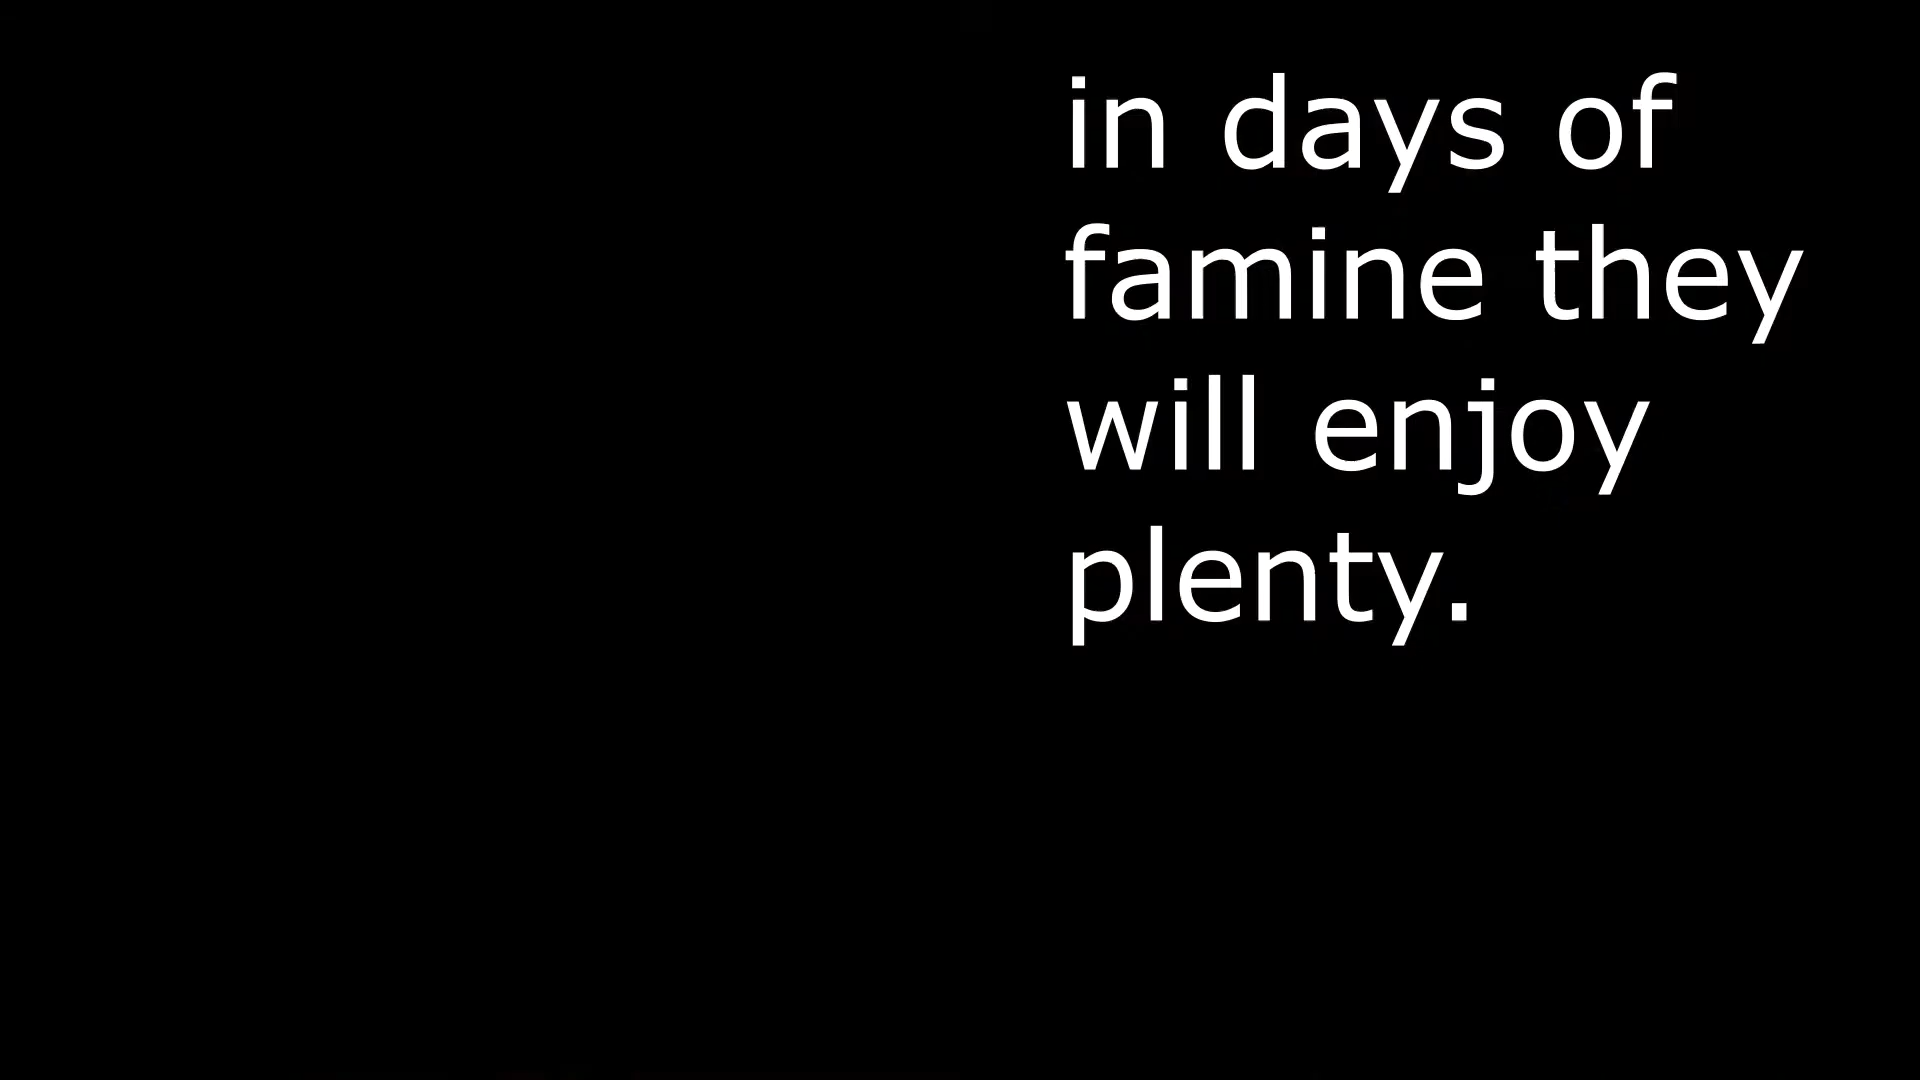 in days of
famine they
will enjoy
plenty.